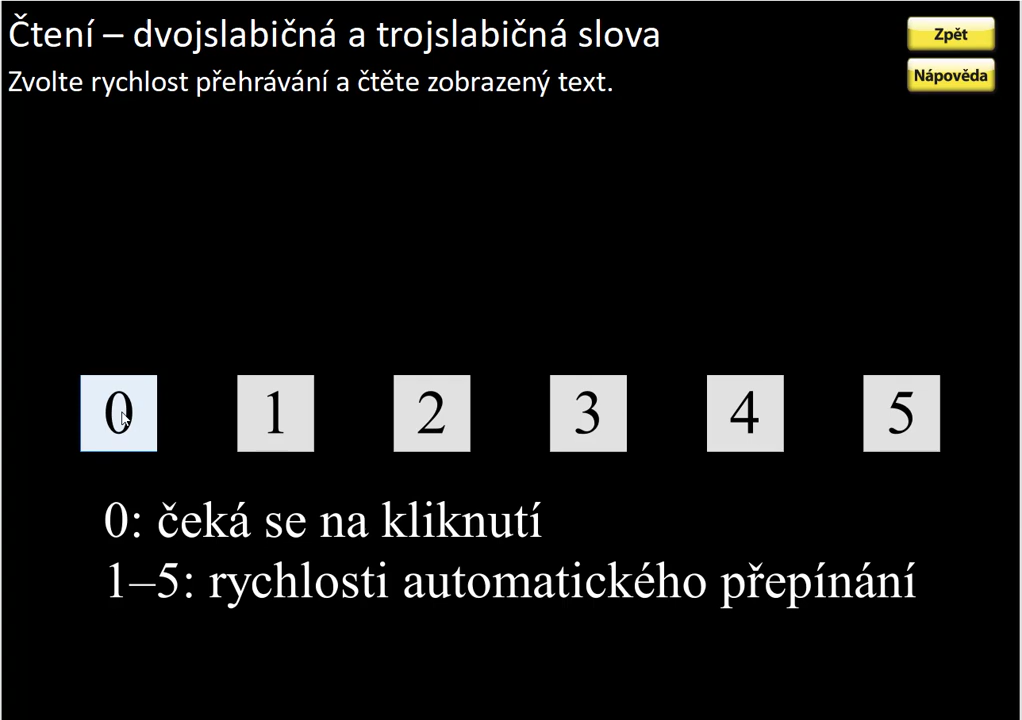 Čtení – dvojslabičná a trojslabičná slova
Zpět
Zvolte rychlost přehrávání a čtěte zobrazený text.
Nápověda
0 1 2 3 4 5
0: čeká se na kliknutí
1–5: rychlosti automatického přepínání